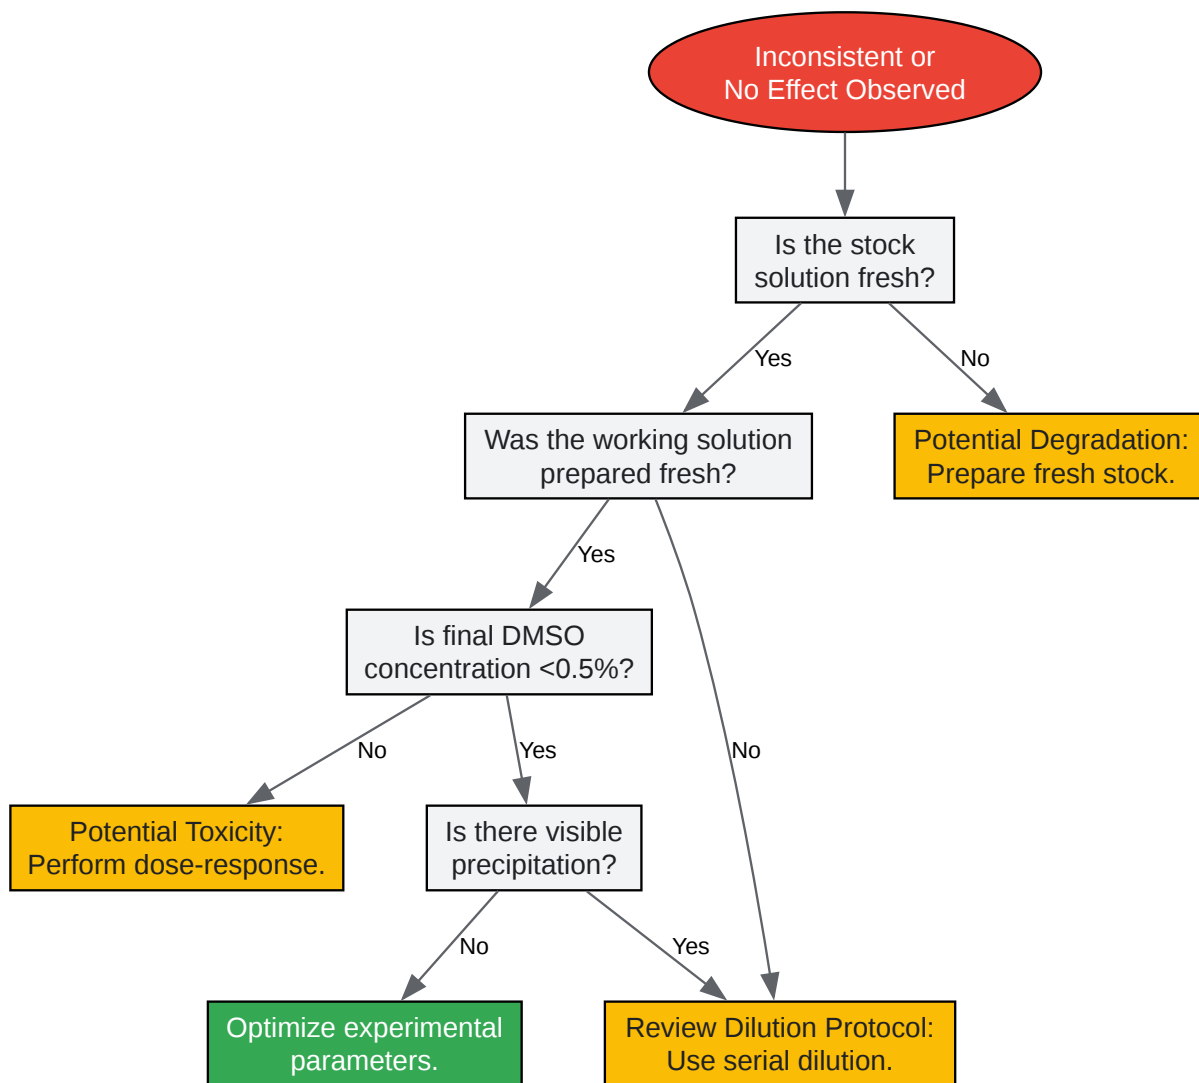 Inconsistent or
No Effect Observed
Is the stock
solution fresh?
Yes
No
Was the working solution
prepared fresh?
Potential Degradation:
Prepare fresh stock.
Yes
Is final DMSO
concentration <0.5%?
No
Yes
No
Potential Toxicity:
Perform dose-response.
Is there visible
precipitation?
No
Yes
Optimize experimental
parameters.
Review Dilution Protocol:
Use serial dilution.